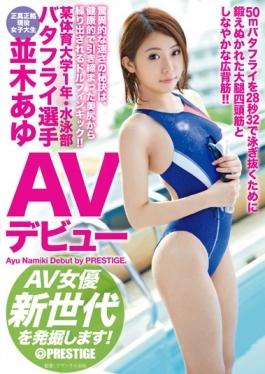 50mバタフライを28秒32で泳ぎ抜くために
鍛えぬかれた大腿四頭筋と
しなやかな広背筋!!
驚異的な速さの秘訣は、
健康的で引き締まった美尻から
繰り出されるドルフィンキック!!
正真正銘
現役
女子大生
某体育大学1年・水泳部
バタフライ選手
並木あゆ
AV
デビュー
Ayu Namiki Debut by PRESTIGE.
AV女優
新世代
を発掘します!
PRESTIGE